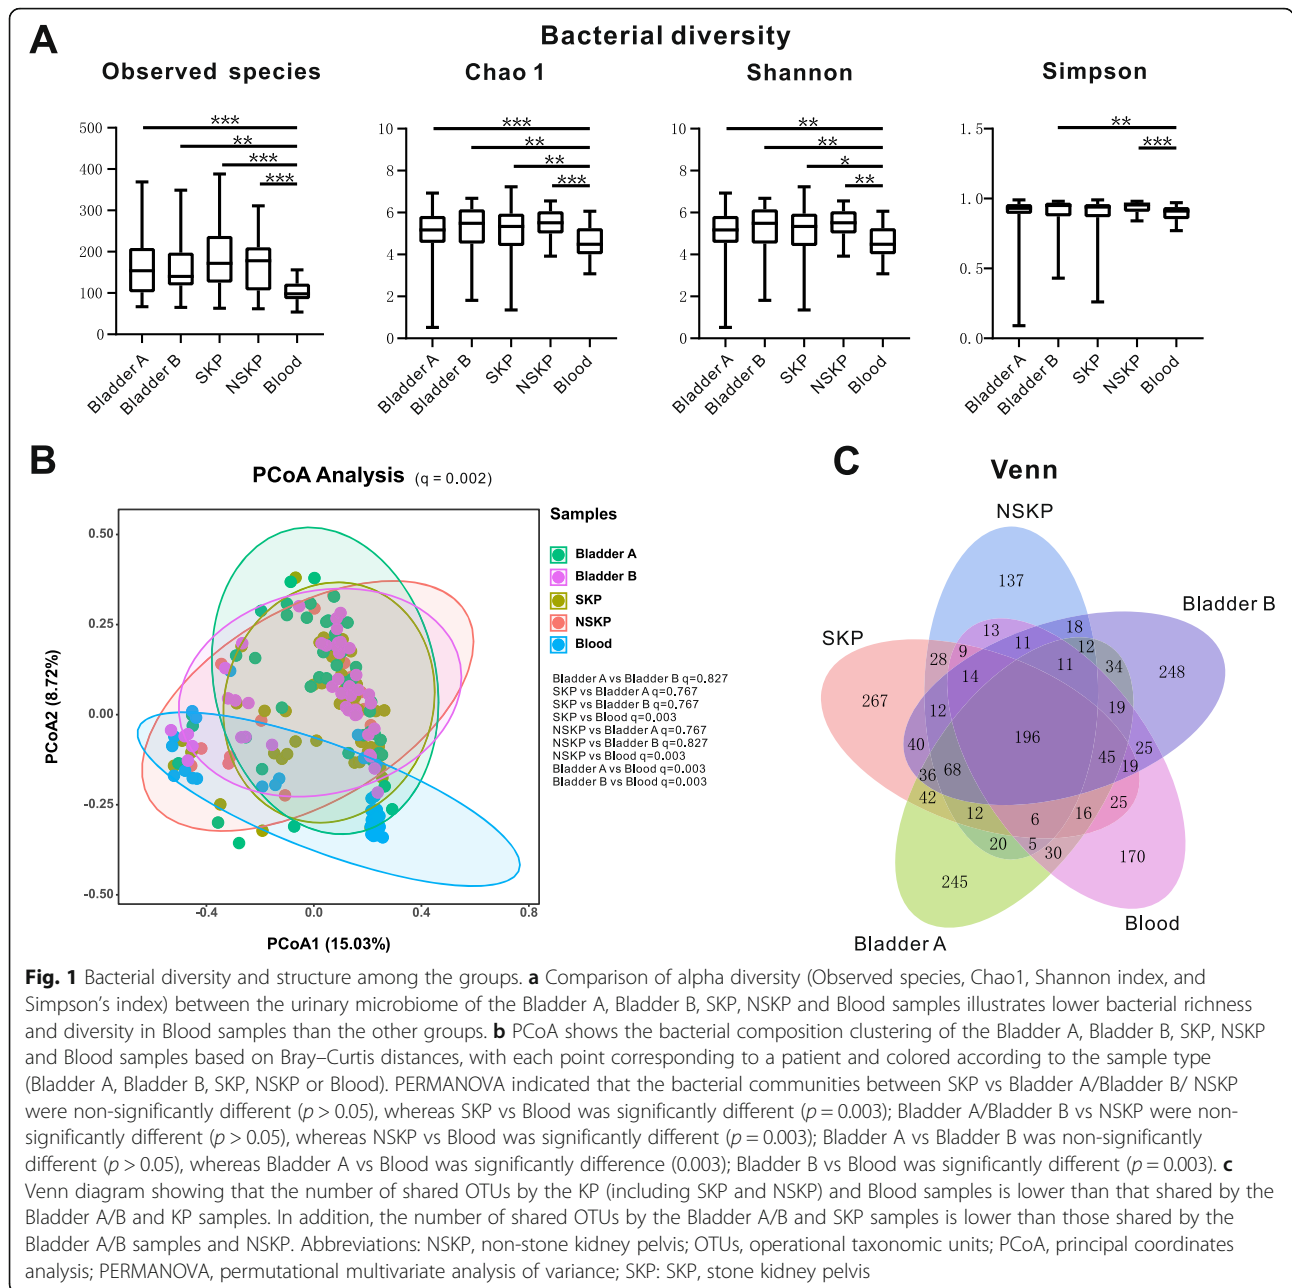 A
Bacterial diversity
Observed species
Chao 1
Shannon
Simpson
*** ** *** ***
*** ** ** ***
** ** * **
** ***
500
400
300
200
100
0
10
8
6
4
2
0
10
8
6
4
2
0
1.5
1.0
0.5
0.0
Bladder A
Bladder B
SKP
NSKP
Blood
Bladder A
Bladder B
SKP
NSKP
Blood
Bladder A
Bladder B
SKP
NSKP
Blood
Bladder A
Bladder B
SKP
NSKP
Blood
B
PCoA Analysis (q = 0.002)
PCoA2 (8.72%)
0.50
0.25
0.00
-0.25
-0.50
-0.4
0.0
0.4
0.8
PCoA1 (15.03%)
Samples
Bladder A
Bladder B
SKP
NSKP
Blood
Bladder A vs Bladder B q=0.827
SKP vs Bladder A q=0.767
SKP vs Bladder B q=0.767
SKP vs Blood q=0.003
NSKP vs Bladder A q=0.767
NSKP vs Bladder B q=0.827
NSKP vs Blood q=0.003
Bladder A vs Blood q=0.003
Bladder B vs Blood q=0.003
C
Venn
NSKP
Bladder B
SKP
Bladder A
Blood
137
13
11
18
12
28
9
14
11
34
248
267
12
19
196
40
25
36
68
45
19
42
12
6
16
25
20
5
30
170
245
Fig. 1 Bacterial diversity and structure among the groups. a Comparison of alpha diversity (Observed species, Chao1, Shannon index, and
Simpson's index) between the urinary microbiome of the Bladder A, Bladder B, SKP, NSKP and Blood samples illustrates lower bacterial richness
and diversity in Blood samples than the other groups. b PCoA shows the bacterial composition clustering of the Bladder A, Bladder B, SKP, NSKP
and Blood samples based on Bray–Curtis distances, with each point corresponding to a patient and colored according to the sample type
(Bladder A, Bladder B, SKP, NSKP or Blood). PERMANOVA indicated that the bacterial communities between SKP vs Bladder A/Bladder B/ NSKP
were non-significantly different (p > 0.05), whereas SKP vs Blood was significantly different (p = 0.003); Bladder A/Bladder B vs NSKP were non-
significantly different (p > 0.05), whereas NSKP vs Blood was significantly different (p = 0.003); Bladder A vs Bladder B was non-significantly
different (p > 0.05), whereas Bladder A vs Blood was significantly difference (0.003); Bladder B vs Blood was significantly different (p = 0.003). c
Venn diagram showing that the number of shared OTUs by the KP (including SKP and NSKP) and Blood samples is lower than that shared by the
Bladder A/B and KP samples. In addition, the number of shared OTUs by the Bladder A/B and SKP samples is lower than those shared by the
Bladder A/B samples and NSKP. Abbreviations: NSKP, non-stone kidney pelvis; OTUs, operational taxonomic units; PCoA, principal coordinates
analysis; PERMANOVA, permutational multivariate analysis of variance; SKP: SKP, stone kidney pelvis